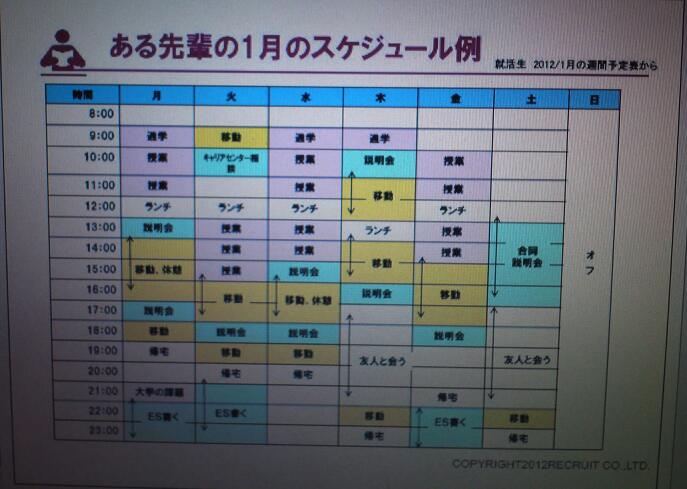 ある先輩の1月のスケジュール例
就活生 2012/1月の週間予定表から
時間 月 火 水 木 金 土 日
8:00
9:00 通学 移動 通学 通学
10:00 授業 キャリアセンター相談 授業 説明会 授業
11:00 授業 授業 移動 授業
12:00 ランチ ランチ ランチ ランチ
13:00 説明会 授業 授業 ランチ 授業
14:00 授業 授業 授業 合同説明会 オフ
15:00 移動、休憩 授業 説明会 移動
16:00 移動 移動、休憩 説明会 移動
17:00 説明会
18:00 移動 説明会 説明会 説明会
19:00 帰宅 移動 移動 友人と会う 友人と会う
20:00 帰宅 帰宅
21:00 大学の課題 帰宅
22:00 ES書く ES書く 移動 ES書く 移動
23:00 帰宅 帰宅
COPYRIGHT2012RECRUIT CO.,LTD.